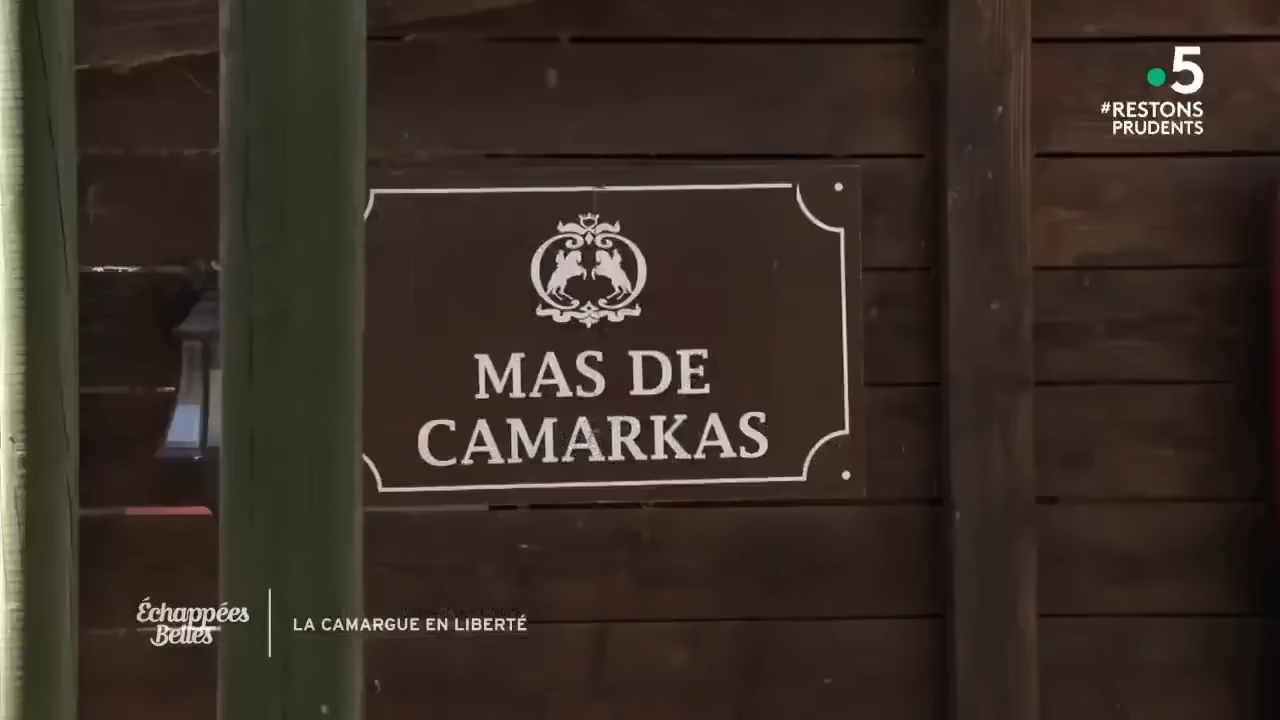 5
#RESTONS
PRUDENTS
MAS DE
CAMARKAS
Échappées
Belles
LA CAMARGUE EN LIBERTÉ